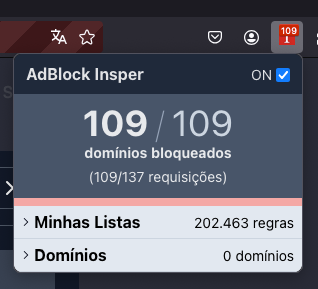 109
AdBlock Insper
ON
109 / 109
domínios bloqueados
(109/137 requisições)
Minhas Listas
202.463 regras
Domínios
0 domínios